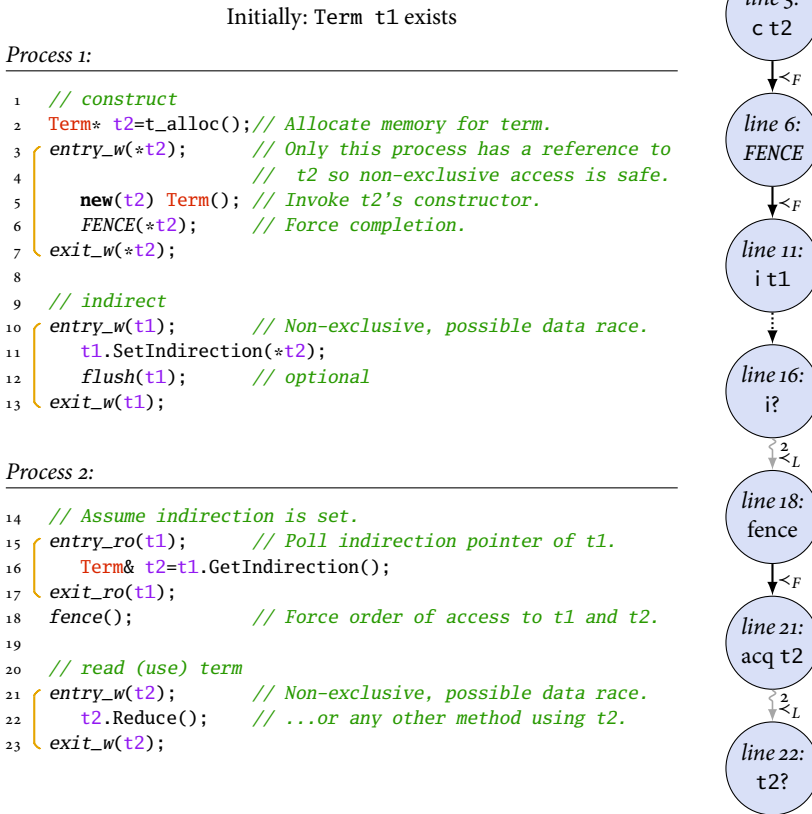 Initially: Term t1 exists
Process 1:
1 // construct
2 Term* t2=t_alloc();// Allocate memory for term.
3 entry_w(*t2); // Only this process has a reference to
4 // t2 so non-exclusive access is safe.
5 new(t2) Term(); // Invoke t2's constructor.
6 FENCE(*t2); // Force completion.
7 exit_w(*t2);
8
9 // indirect
10 entry_w(t1); // Non-exclusive, possible data race.
11 t1.SetIndirection(*t2);
12 flush(t1); // optional
13 exit_w(t1);
Process 2:
14 // Assume indirection is set.
15 entry_ro(t1); // Poll indirection pointer of t1.
16 Term& t2=t1.GetIndirection();
17 exit_ro(t1);
18 fence(); // Force order of access to t1 and t2.
19
20 // read (use) term
21 entry_w(t2); // Non-exclusive, possible data race.
22 t2.Reduce(); // ...or any other method using t2.
23 exit_w(t2);
line 5:
c t2
≺F
line 6:
FENCE
≺F
line 11:
i t1
line 16:
i?
2
≺L
line 18:
fence
≺F
line 21:
acq t2
2
≺L
line 22:
t2?